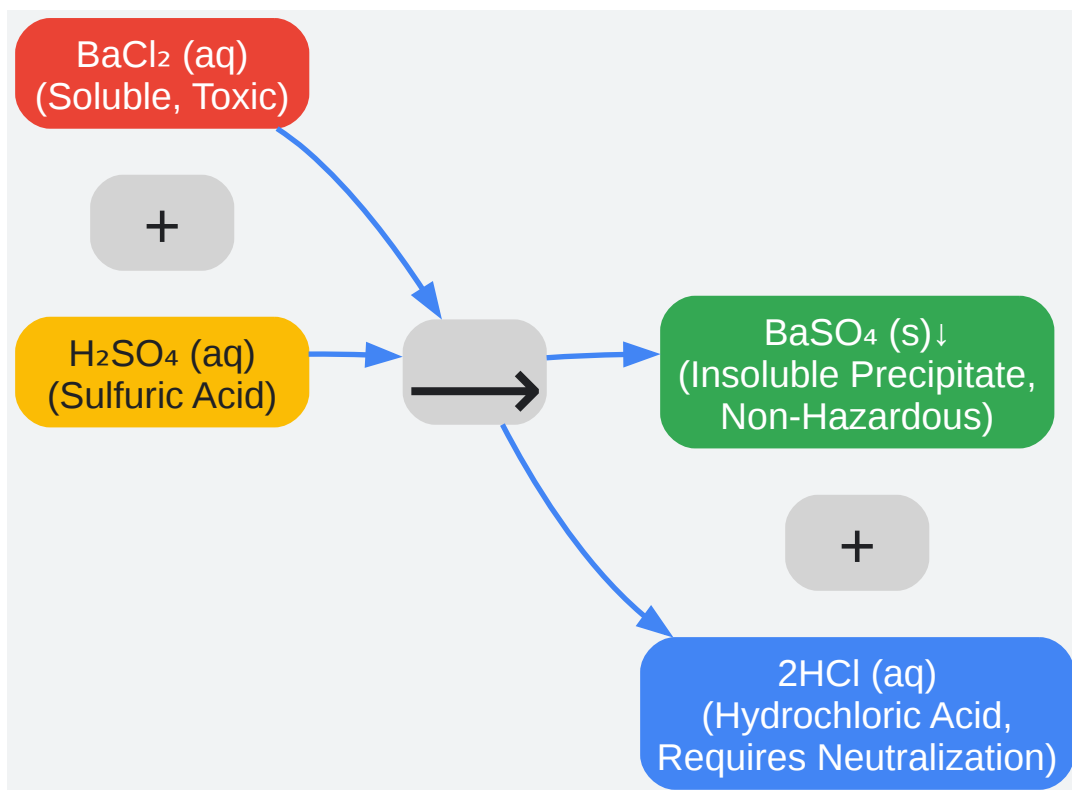 BaCl₂ (aq)
(Soluble, Toxic)
+
H₂SO₄ (aq)
(Sulfuric Acid)
⟶
BaSO₄ (s)↓
(Insoluble Precipitate,
Non-Hazardous)
+
2HCl (aq)
(Hydrochloric Acid,
Requires Neutralization)